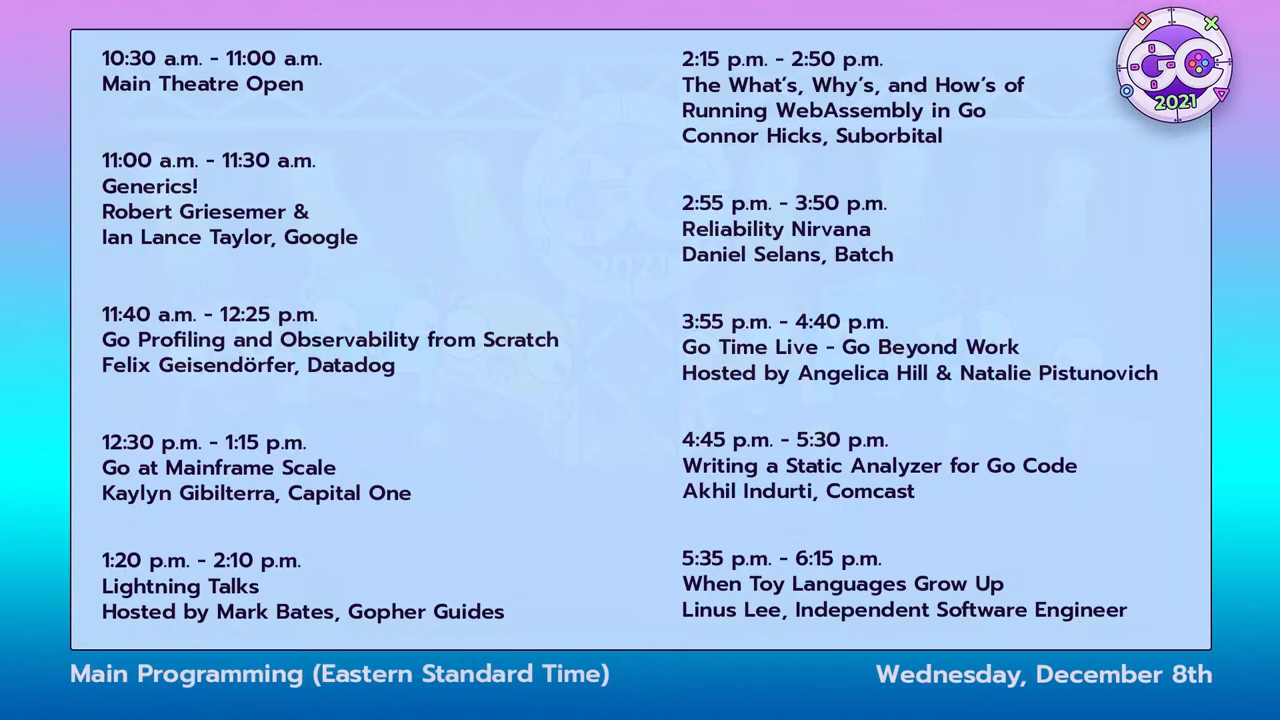 10:30 a.m. - 11:00 a.m.
Main Theatre Open
11:00 a.m. - 11:30 a.m.
Generics!
Robert Griesemer &
Ian Lance Taylor, Google
11:40 a.m. - 12:25 p.m.
Go Profiling and Observability from Scratch
Felix Geisendörfer, Datadog
12:30 p.m. - 1:15 p.m.
Go at Mainframe Scale
Kaylyn Gibilterra, Capital One
1:20 p.m. - 2:10 p.m.
Lightning Talks
Hosted by Mark Bates, Gopher Guides
2:15 p.m. - 2:50 p.m.
The What's, Why's, and How's of
Running WebAssembly in Go
Connor Hicks, Suborbital
2:55 p.m. - 3:50 p.m.
Reliability Nirvana
Daniel Selans, Batch
3:55 p.m. - 4:40 p.m.
Go Time Live - Go Beyond Work
Hosted by Angelica Hill & Natalie Pistunovich
4:45 p.m. - 5:30 p.m.
Writing a Static Analyzer for Go Code
Akhil Indurti, Comcast
5:35 p.m. - 6:15 p.m.
When Toy Languages Grow Up
Linus Lee, Independent Software Engineer
GC
2021
Main Programming (Eastern Standard Time)
Wednesday, December 8th